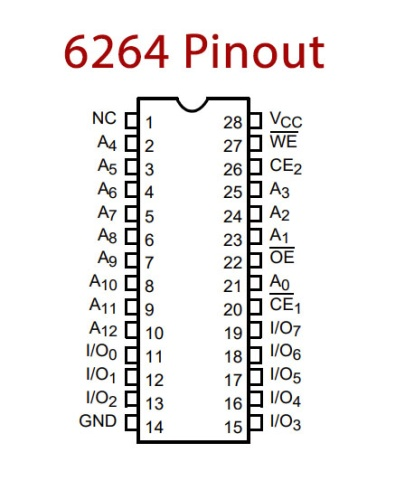 6264 Pinout
NC 1 28 VCC
A4 2 27 WE
A5 3 26 CE2
A6 4 25 A3
A7 5 24 A2
A8 6 23 A1
A9 7 22 OE
A10 8 21 A0
A11 9 20 CE1
A12 10 19 I/O7
I/O0 11 18 I/O6
I/O1 12 17 I/O5
I/O2 13 16 I/O4
GND 14 15 I/O3